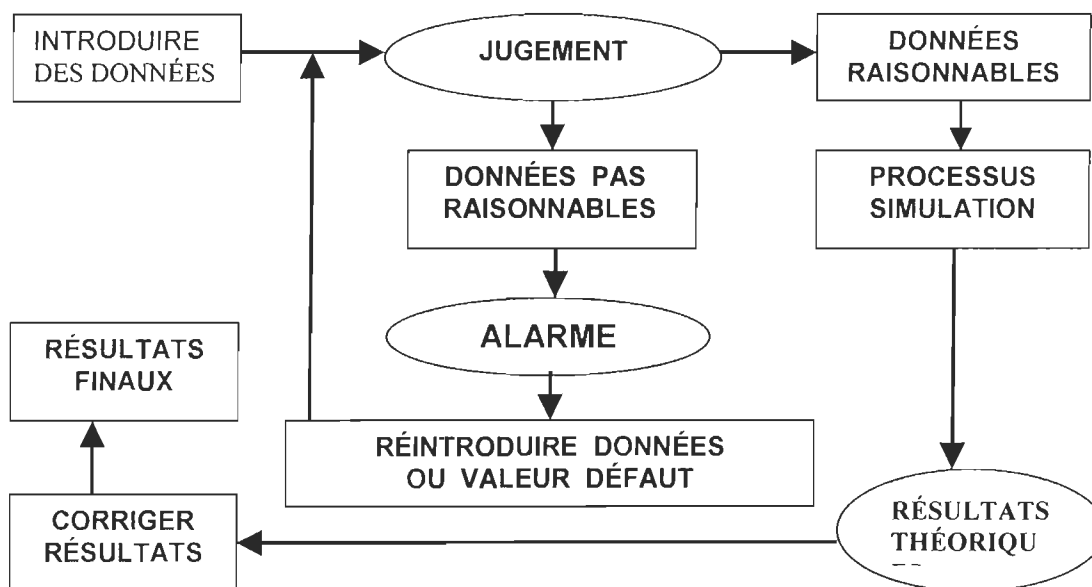 INTRODUIRE
DES DONNÉES
JUGEMENT
DONNÉES
RAISONNABLES
DONNÉES PAS
RAISONNABLES
PROCESSUS
SIMULATION
ALARME
RÉSULTATS
FINAUX
RÉINTRODUIRE DONNÉES
OU VALEUR DÉFAUT
CORRIGER
RÉSULTATS
RÉSULTATS
THÉORIQU